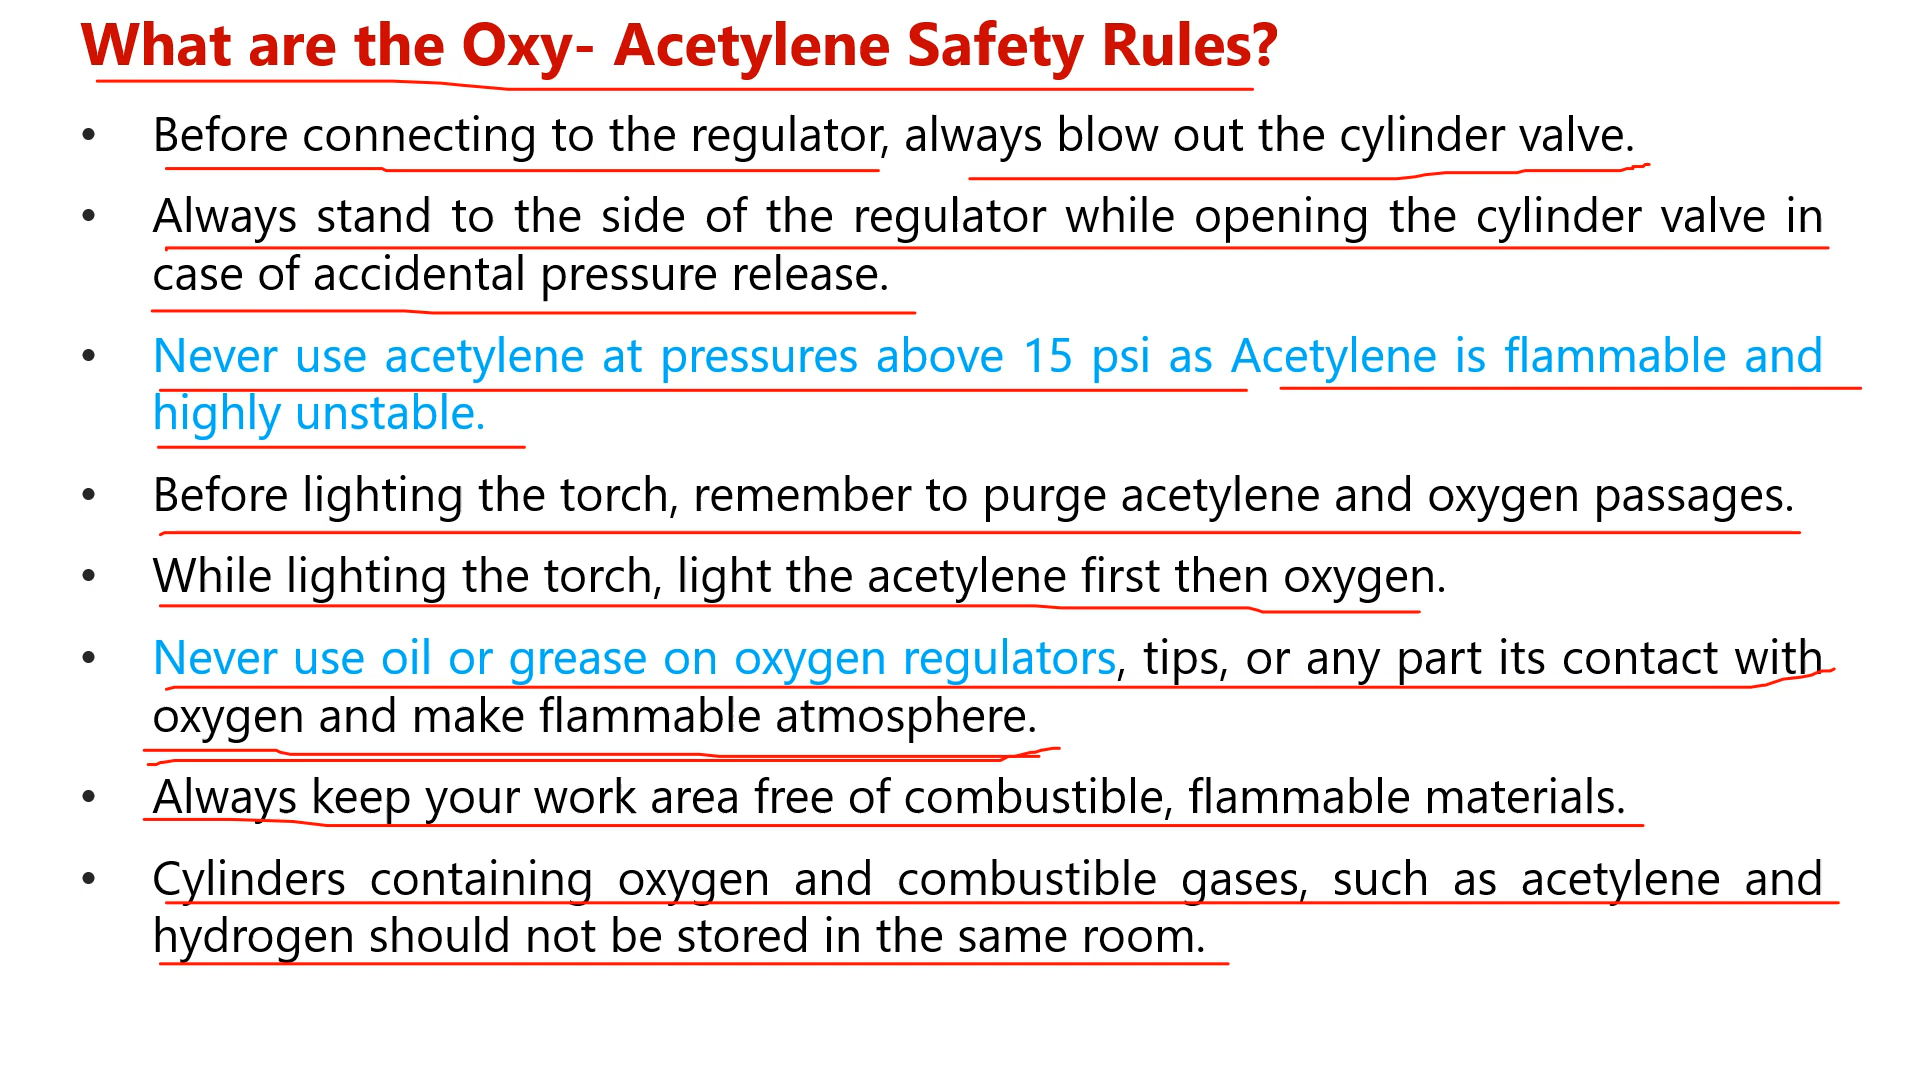 What are the Oxy- Acetylene Safety Rules?
• Before connecting to the regulator, always blow out the cylinder valve.
• Always stand to the side of the regulator while opening the cylinder valve in
case of accidental pressure release.
• Never use acetylene at pressures above 15 psi as Acetylene is flammable and
highly unstable.
• Before lighting the torch, remember to purge acetylene and oxygen passages.
• While lighting the torch, light the acetylene first then oxygen.
• Never use oil or grease on oxygen regulators, tips, or any part its contact with
oxygen and make flammable atmosphere.
• Always keep your work area free of combustible, flammable materials.
• Cylinders containing oxygen and combustible gases, such as acetylene and
hydrogen should not be stored in the same room.